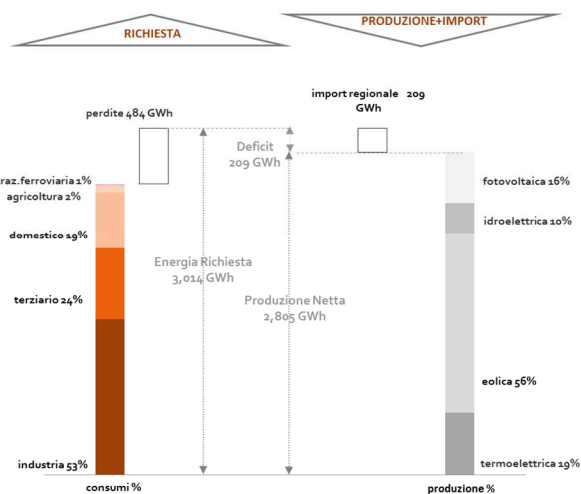 RICHIESTA
PRODUZIONE+IMPORT
perdite 484 GWh
import regionale 209
GWh
Deficit
209 GWh
raz.ferroviaria 1%
agricoltura 2%
domestico 19%
terziario 24%
industria 53%
consumi %
Energia Richiesta
3,014 GWh
Produzione Netta
2,805 GWh
fotovoltaica 16%
idroelettrica 10%
eolica 56%
termoelettrica 19%
produzione %